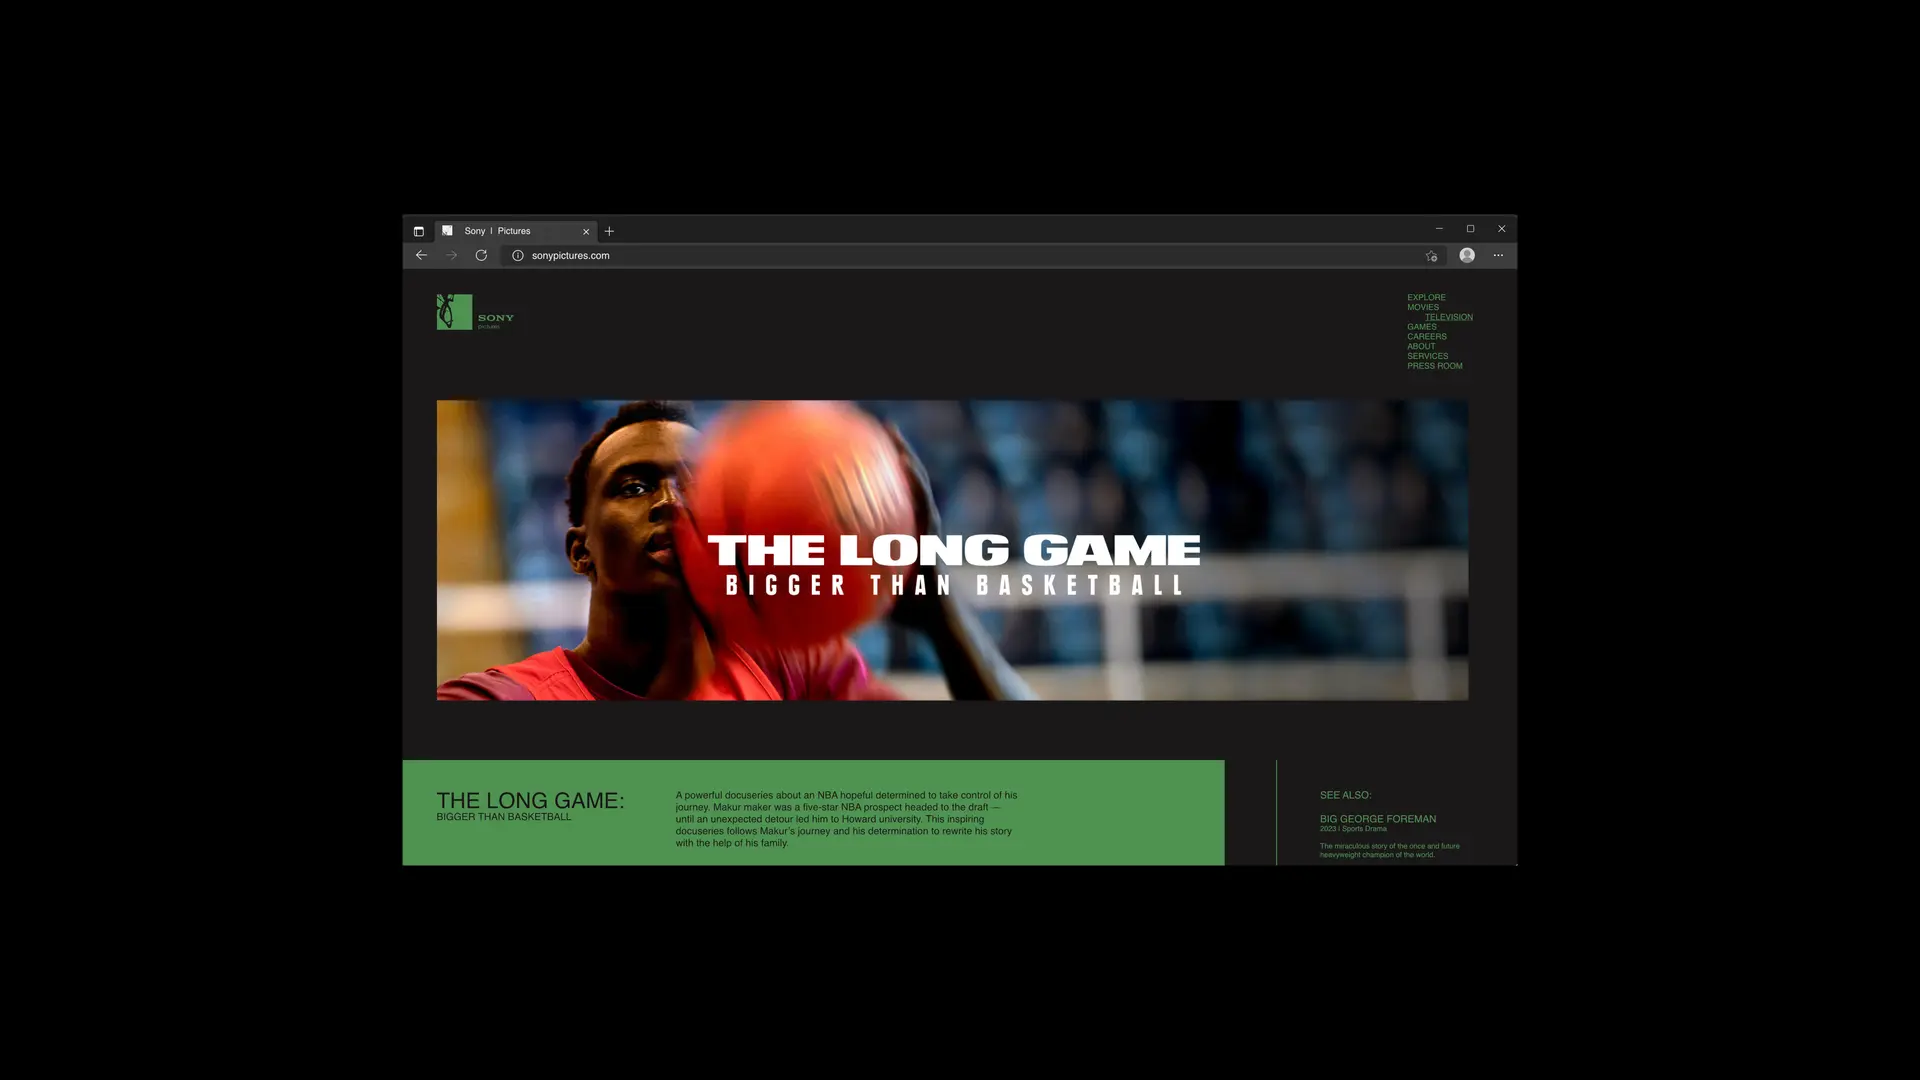 Sony | Pictures
sonypictures.com
SONY
pictures
EXPLORE
MOVIES
TELEVISION
GAMES
CAREERS
ABOUT
SERVICES
PRESS ROOM
THE LONG GAME
BIGGER THAN BASKETBALL
THE LONG GAME:
BIGGER THAN BASKETBALL
A powerful docuseries about an NBA hopeful determined to take control of his
journey. Makur maker was a five-star NBA prospect headed to the draft —
until an unexpected detour led him to Howard university. This inspiring
docuseries follows Makur's journey and his determination to rewrite his story
with the help of his family.
SEE ALSO:
BIG GEORGE FOREMAN
2023 | Sports Drama
The miraculous story of the once and future
heavyweight champion of the world.